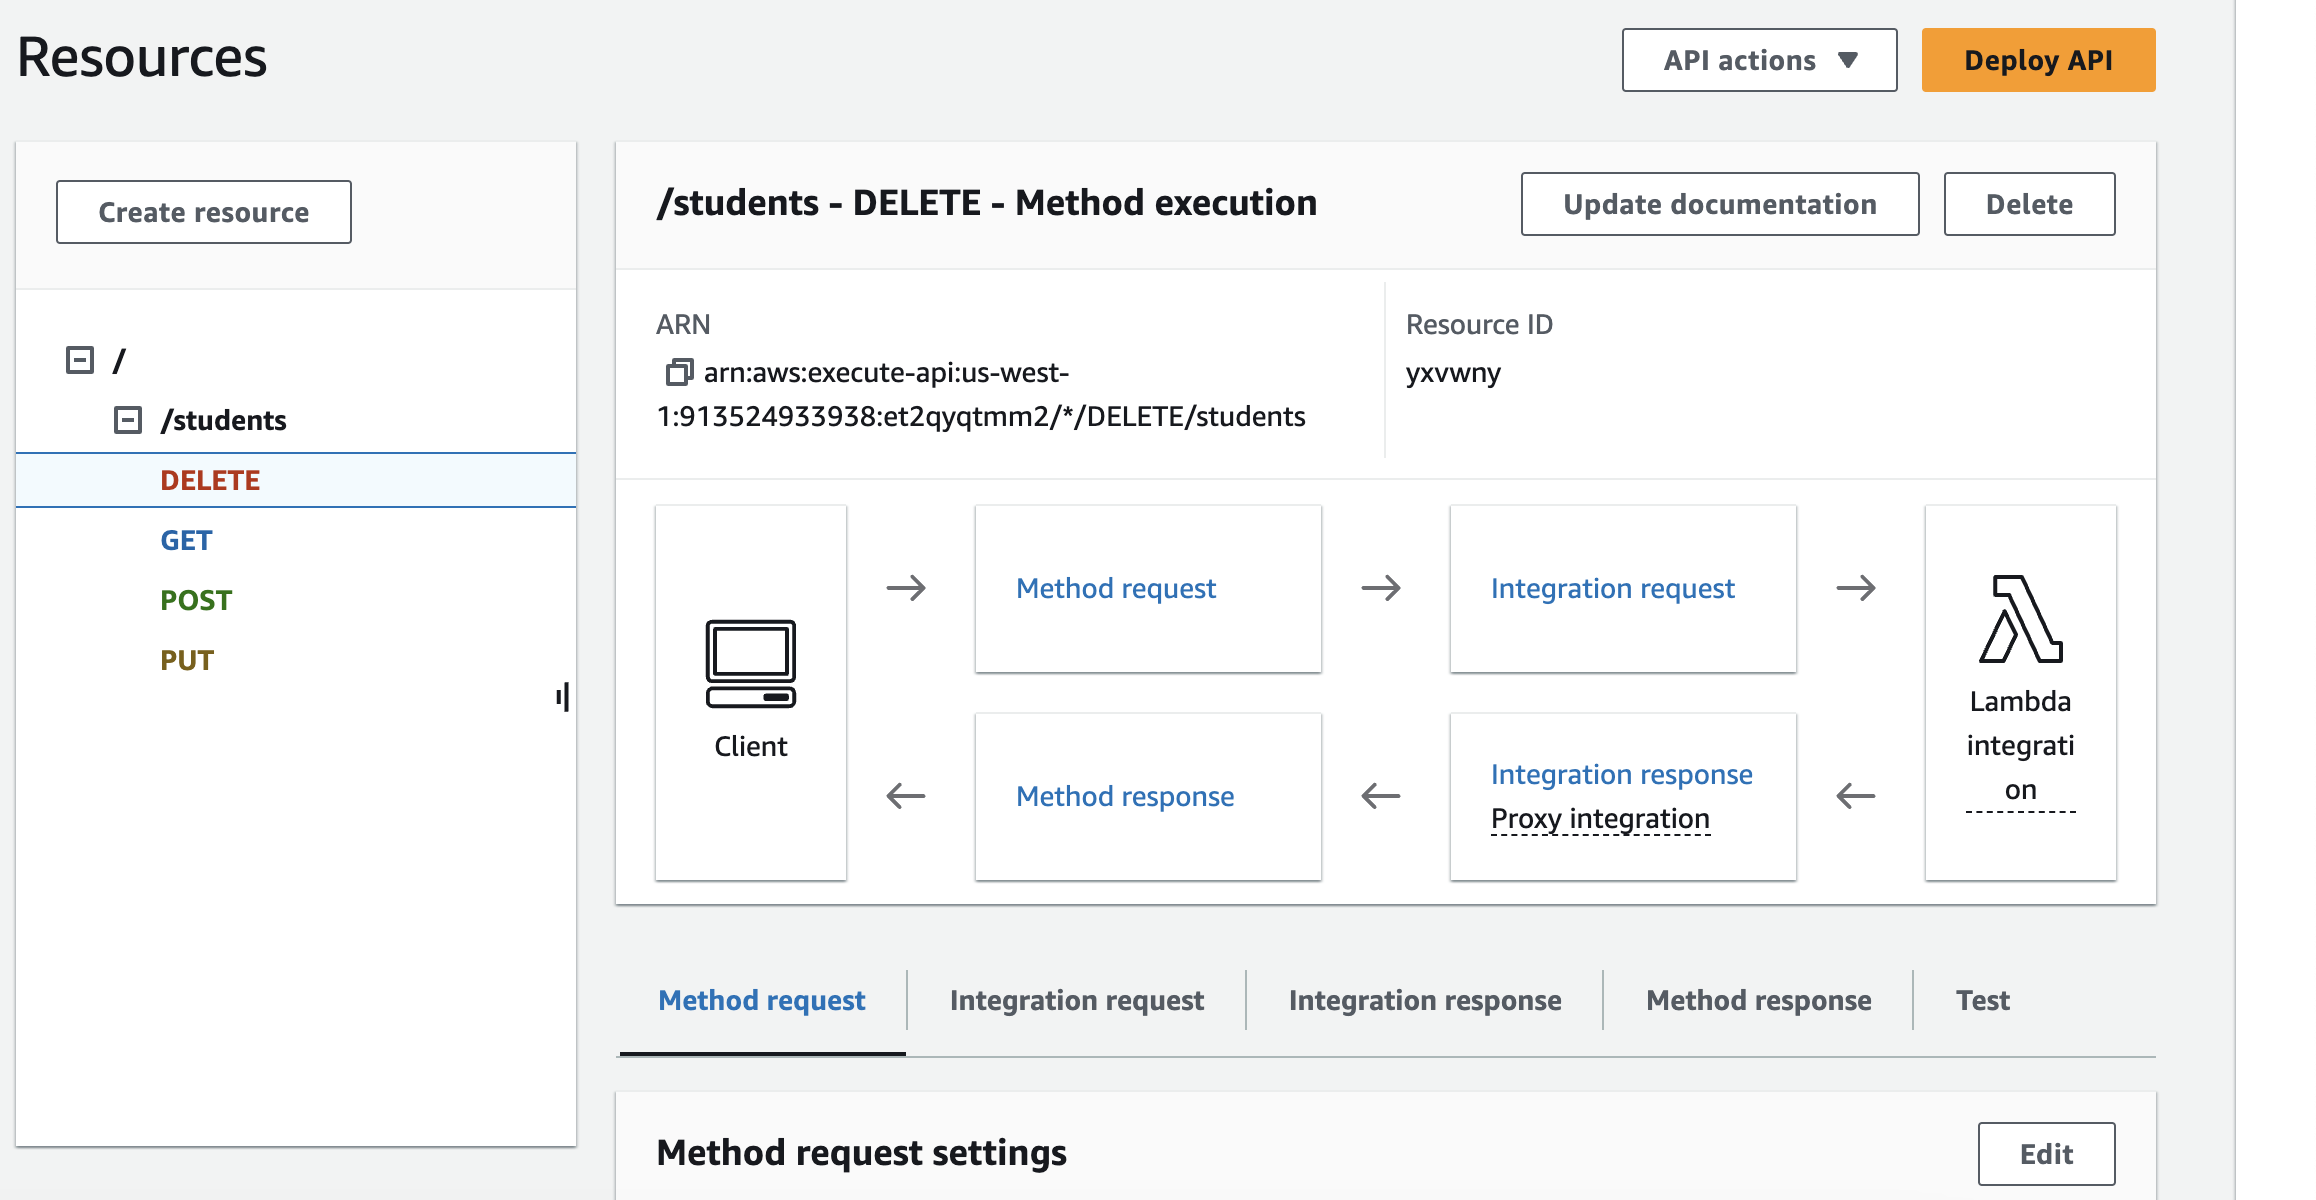 Resources
API actions
Deploy API
Create resource
/
/students
DELETE
GET
POST
PUT
/students - DELETE - Method execution
Update documentation
Delete
ARN
arn:aws:execute-api:us-west-
1:913524933938:et2qyqtmm2/*/DELETE/students
Resource ID
yxvwny
Client
Method request
Integration request
Method response
Integration response
Proxy integration
Lambda
integrati
on
Method request
Integration request
Integration response
Method response
Test
Method request settings
Edit